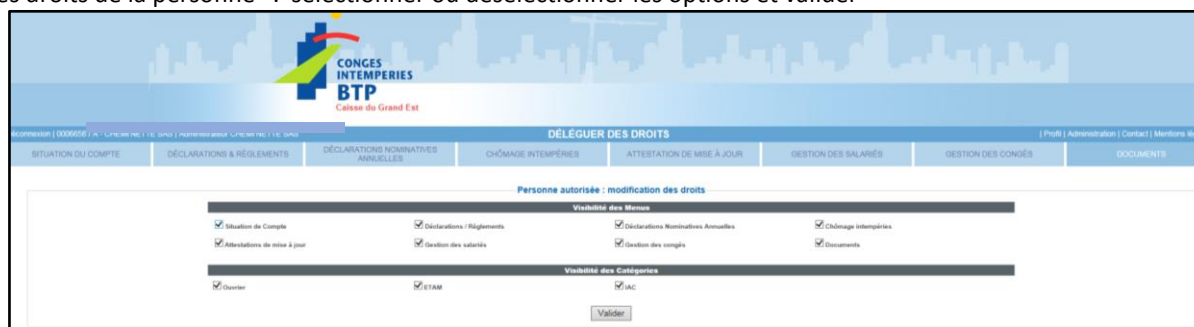 es droits de la personne -> sélectionner ou désélectionner les options et valider
CONGES
INTEMPERIES
BTP
Caisse du Grand Est
DÉLÉGUER DES DROITS
| Profil | Administration | Contact | Mentions lé
SITUATION DU COMPTE DÉCLARATIONS & RÈGLEMENTS DÉCLARATIONS NOMINATIVES ANNUELLES CHÔMAGE INTEMPÉRIES ATTESTATION DE MISE À JOUR GESTION DES SALARIÉS GESTION DES CONGÉS DOCUMENTS
Personne autorisée : modification des droits
Visibilité des Menus
Situation de Compte Déclarations / Règlements Déclarations Nominatives Annuelles Chômage intempéries
Attestations de mise à jour Gestion des salariés Gestion des congés Documents
Visibilité des Catégories
Ouvrier ETAM IAC
Valider